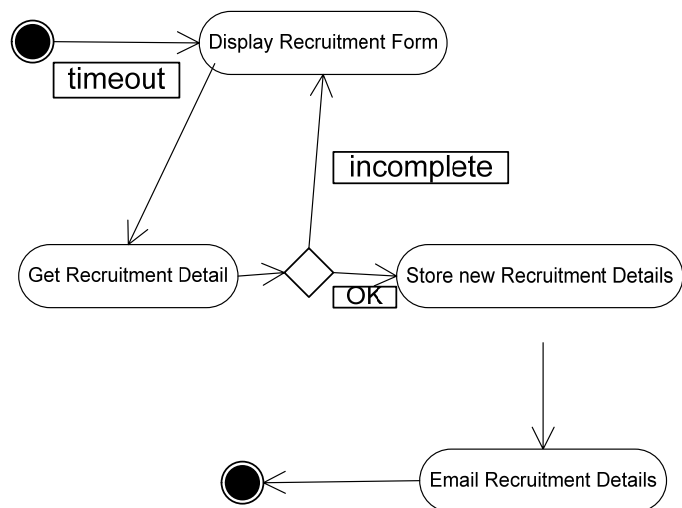 Display Recruitment Form
timeout
incomplete
Get Recruitment Detail
Store new Recruitment Details
OK
Email Recruitment Details